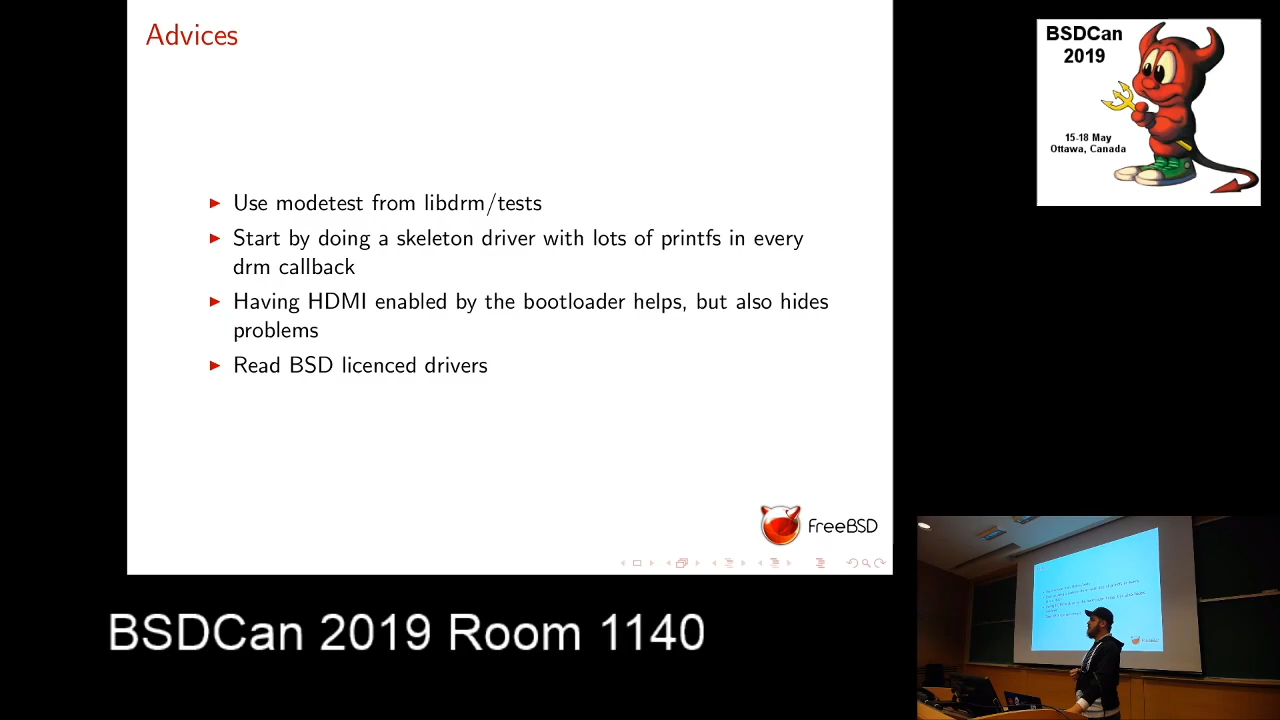 Advices
Use modetest from libdrm/tests
Start by doing a skeleton driver with lots of printfs in every
drm callback
Having HDMI enabled by the bootloader helps, but also hides
problems
Read BSD licenced drivers
FreeBSD
BSDCan
2019
15-18 May
Ottawa, Canada
BSDCan 2019 Room 1140